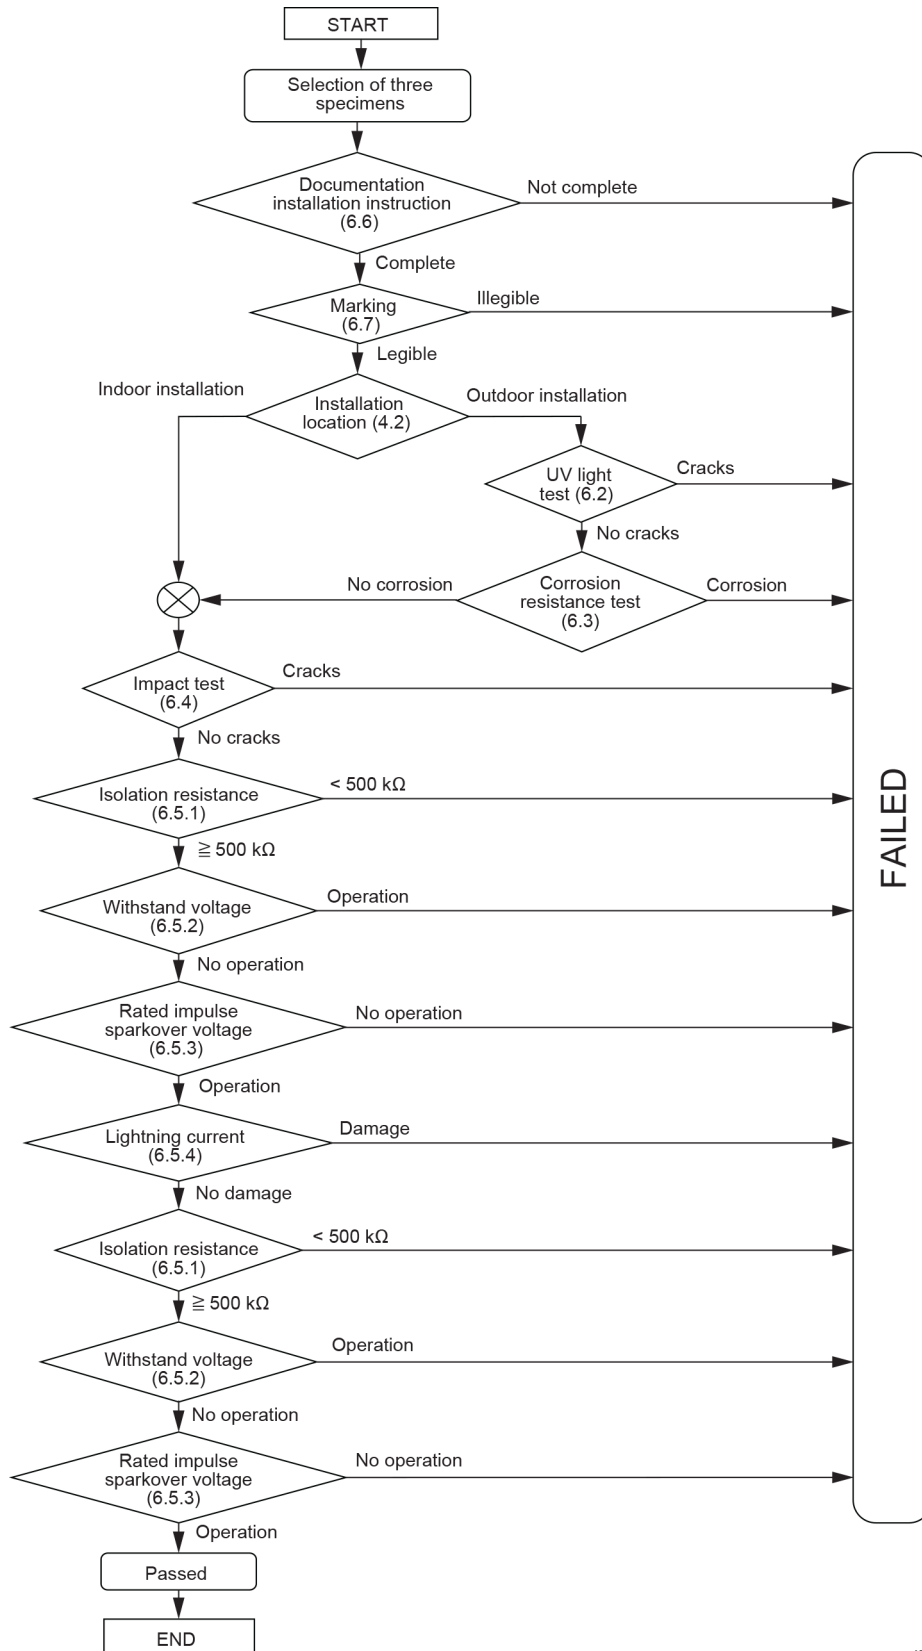 START
Selection of three
specimens
Documentation
installation instruction
(6.6)
Not complete
Complete
Marking
(6.7)
Illegible
Legible
Indoor installation
Installation
location (4.2)
Outdoor installation
UV light
test (6.2)
Cracks
No cracks
No corrosion
Corrosion
resistance test
(6.3)
Corrosion
Impact test
(6.4)
Cracks
No cracks
Isolation resistance
(6.5.1)
< 500 kΩ
≧ 500 kΩ
Withstand voltage
(6.5.2)
Operation
No operation
Rated impulse
sparkover voltage
(6.5.3)
No operation
Operation
Lightning current
(6.5.4)
Damage
No damage
Isolation resistance
(6.5.1)
< 500 kΩ
≧ 500 kΩ
Withstand voltage
(6.5.2)
Operation
No operation
Rated impulse
sparkover voltage
(6.5.3)
No operation
Operation
Passed
END
FAILED